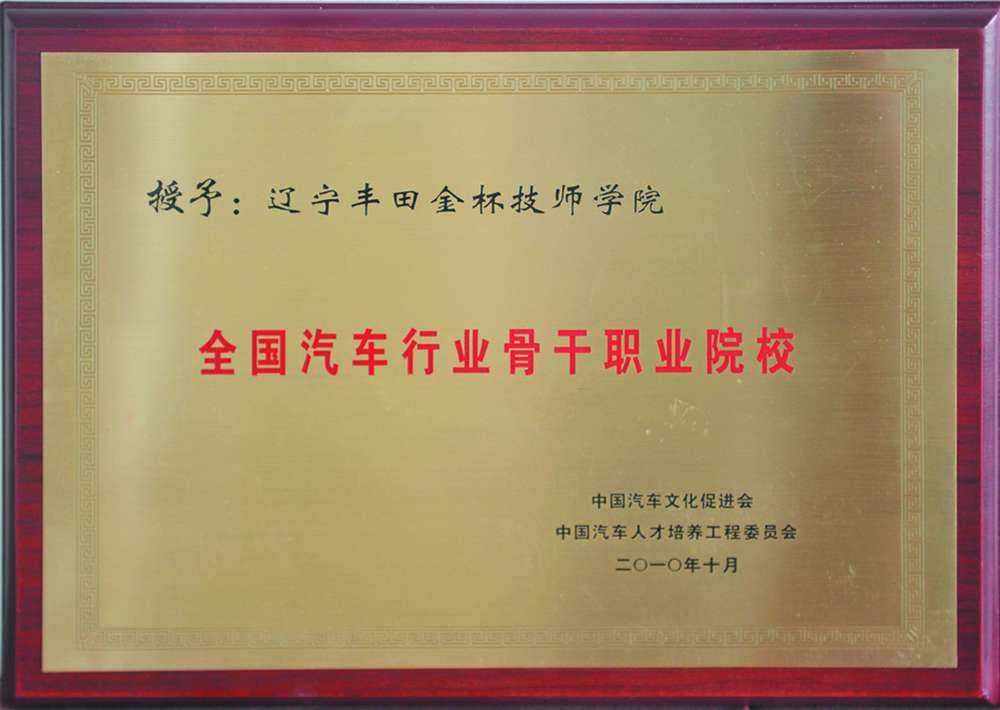 授予：辽宁丰田金杯技师学院
全国汽车行业骨干职业院校
中国汽车文化促进会
中国汽车人才培养工程委员会
二〇一〇年十月